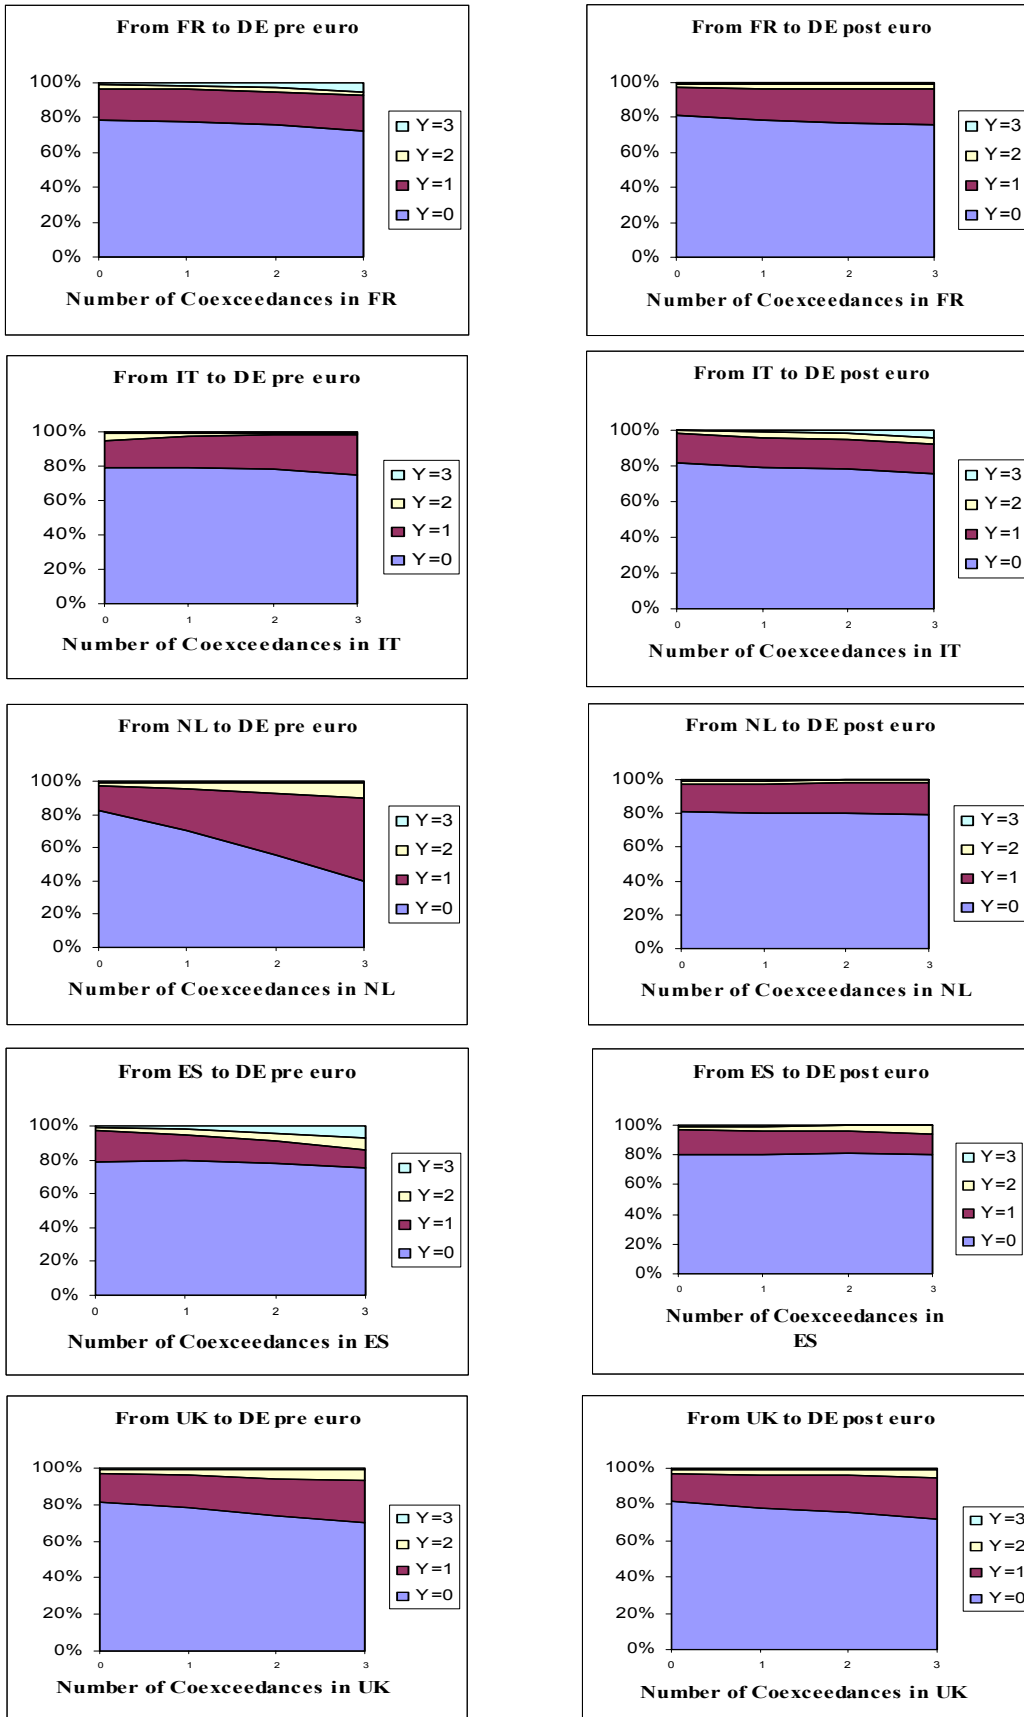 From FR to DE pre euro
100%
80%
60%
40%
20%
0%
0 1 2 3
Number of Coexceedances in FR
Y=3
Y=2
Y=1
Y=0
From FR to DE post euro
100%
80%
60%
40%
20%
0%
0 1 2 3
Number of Coexceedances in FR
Y=3
Y=2
Y=1
Y=0
From IT to DE pre euro
100%
80%
60%
40%
20%
0%
0 1 2 3
Number of Coexceedances in IT
Y=3
Y=2
Y=1
Y=0
From IT to DE post euro
100%
80%
60%
40%
20%
0%
0 1 2 3
Number of Coexceedances in IT
Y=3
Y=2
Y=1
Y=0
From NL to DE pre euro
100%
80%
60%
40%
20%
0%
0 1 2 3
Number of Coexceedances in NL
Y=3
Y=2
Y=1
Y=0
From NL to DE post euro
100%
80%
60%
40%
20%
0%
0 1 2 3
Number of Coexceedances in NL
Y=3
Y=2
Y=1
Y=0
From ES to DE pre euro
100%
80%
60%
40%
20%
0%
0 1 2 3
Number of Coexceedances in ES
Y=3
Y=2
Y=1
Y=0
From ES to DE post euro
100%
80%
60%
40%
20%
0%
0 1 2 3
Number of Coexceedances in
ES
Y=3
Y=2
Y=1
Y=0
From UK to DE pre euro
100%
80%
60%
40%
20%
0%
0 1 2 3
Number of Coexceedances in UK
Y=3
Y=2
Y=1
Y=0
From UK to DE post euro
100%
80%
60%
40%
20%
0%
0 1 2 3
Number of Coexceedances in UK
Y=3
Y=2
Y=1
Y=0